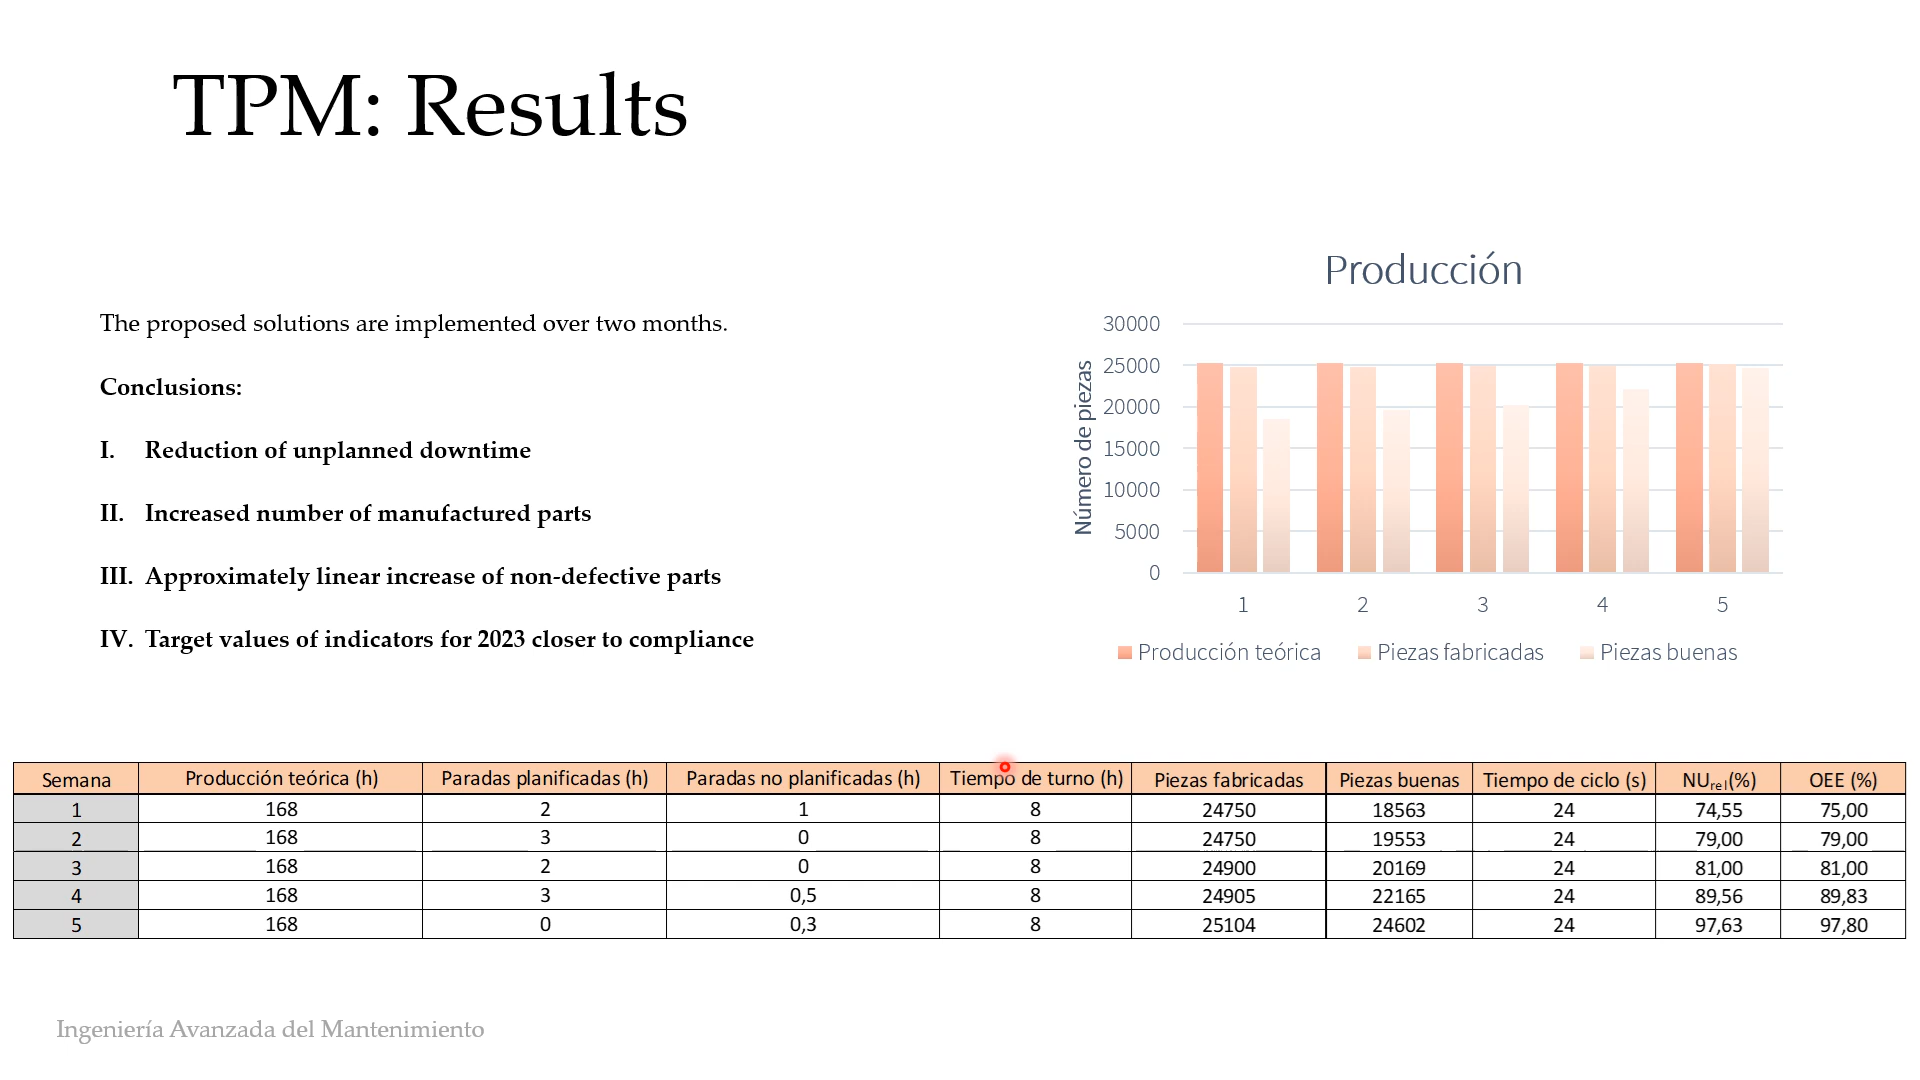 TPM: Results
The proposed solutions are implemented over two months.
Conclusions:
I. Reduction of unplanned downtime
II. Increased number of manufactured parts
III. Approximately linear increase of non-defective parts
IV. Target values of indicators for 2023 closer to compliance
Producción
Número de piezas
30000
25000
20000
15000
10000
5000
0
1 2 3 4 5
Producción teórica Piezas fabricadas Piezas buenas
Semana Producción teórica (h) Paradas planificadas (h) Paradas no planificadas (h) Tiempo de turno (h) Piezas fabricadas Piezas buenas Tiempo de ciclo (s) NUrel(%) OEE (%)
1 168 2 1 8 24750 18563 24 74,55 75,00
2 168 3 0 8 24750 19553 24 79,00 79,00
3 168 2 0 8 24900 20169 24 81,00 81,00
4 168 3 0,5 8 24905 22165 24 89,56 89,83
5 168 0 0,3 8 25104 24602 24 97,63 97,80
Ingeniería Avanzada del Mantenimiento